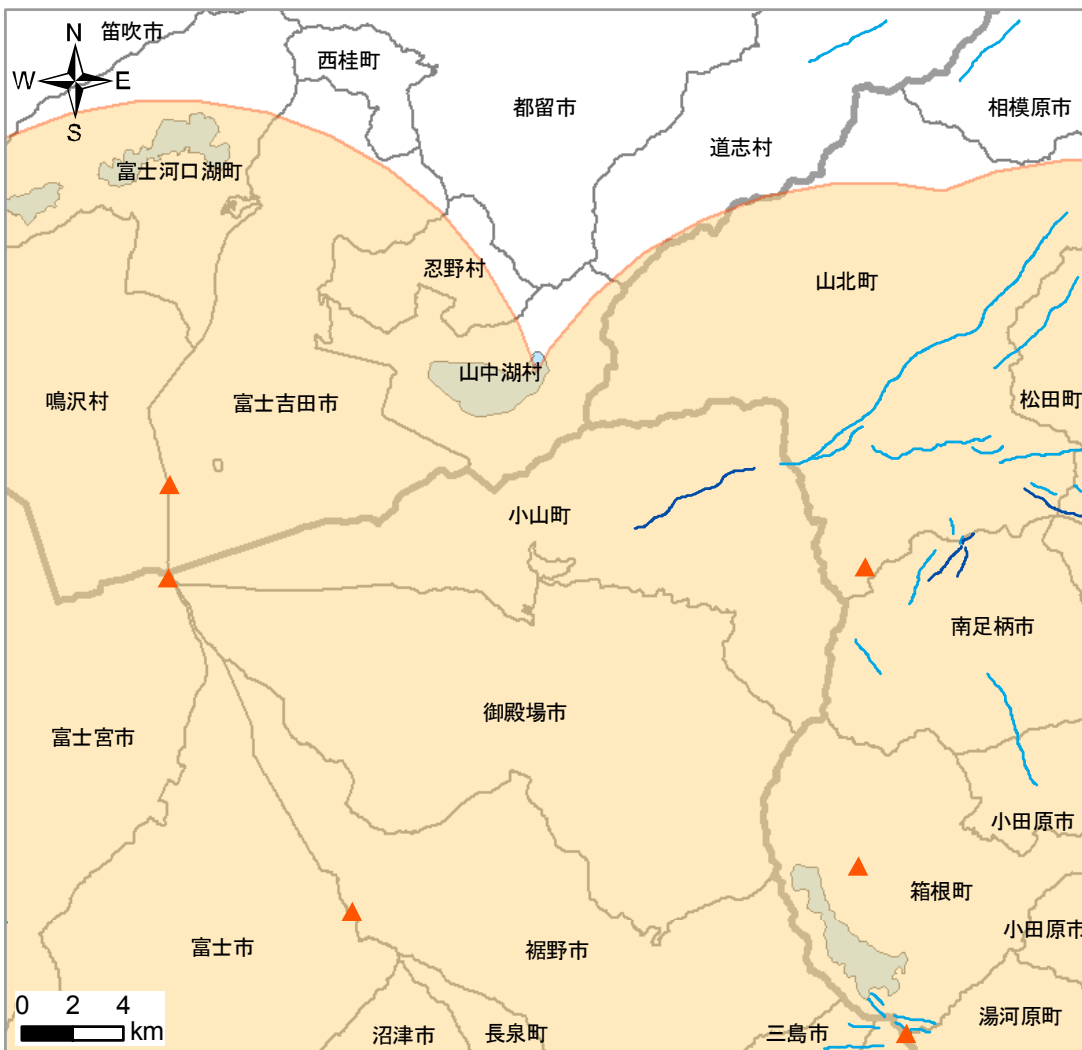 笛吹市
N
W
E
S
西桂町
都留市
相模原市
道志村
富士河口湖町
忍野村
山北町
山中湖村
鳴沢村
富士吉田市
松田町
小山町
南足柄市
御殿場市
富士宮市
小田原市
箱根町
小田原市
富士市
裾野市
湯河原町
0 2 4
km
沼津市
長泉町
三島市